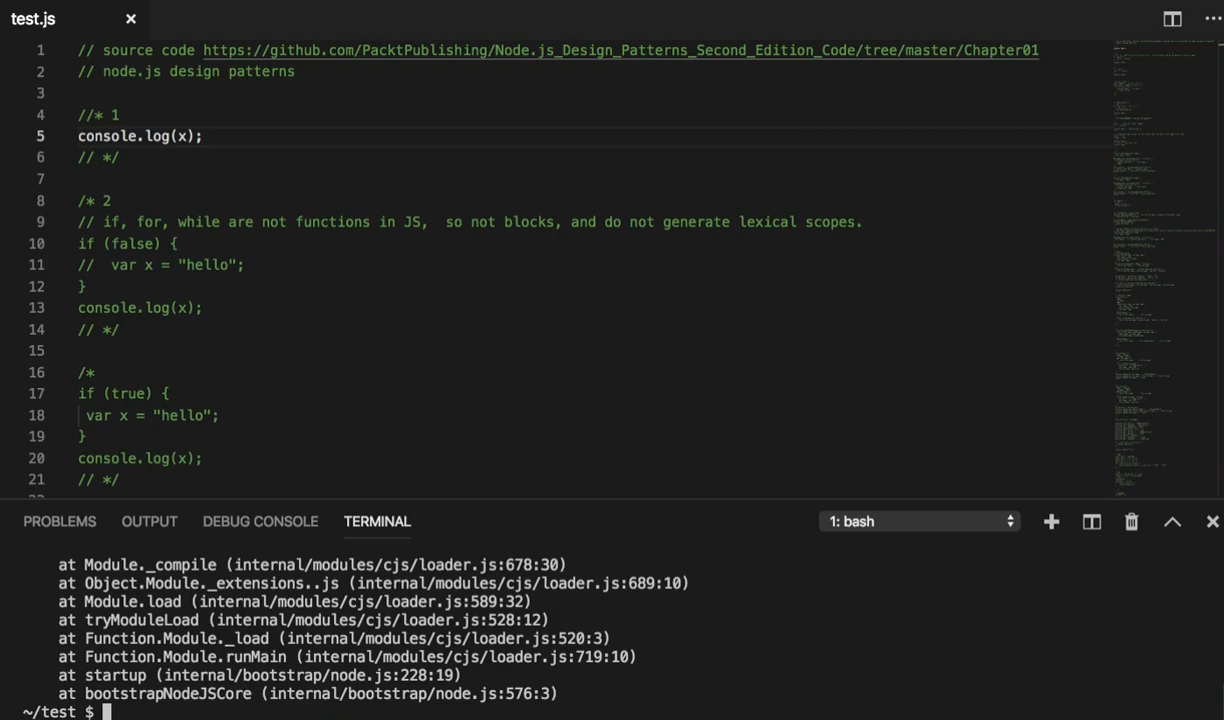 test.js
1 // source code https://github.com/PacktPublishing/Node.js_Design_Patterns_Second_Edition_Code/tree/master/Chapter01
2 // node.js design patterns
3
4 //* 1
5 console.log(x);
6 // */
7
8 /* 2
9 // if, for, while are not functions in JS,  so not blocks, and do not generate lexical scopes.
10 if (false) {
11 //  var x = "hello";
12 }
13 console.log(x);
14 // */
15
16 /*
17 if (true) {
18  var x = "hello";
19 }
20 console.log(x);
21 // */
PROBLEMS OUTPUT DEBUG CONSOLE TERMINAL 1: bash
at Module._compile (internal/modules/cjs/loader.js:678:30)
at Object.Module._extensions..js (internal/modules/cjs/loader.js:689:10)
at Module.load (internal/modules/cjs/loader.js:589:32)
at tryModuleLoad (internal/modules/cjs/loader.js:528:12)
at Function.Module._load (internal/modules/cjs/loader.js:520:3)
at Function.Module.runMain (internal/modules/cjs/loader.js:719:10)
at startup (internal/bootstrap/node.js:228:19)
at bootstrapNodeJSCore (internal/bootstrap/node.js:576:3)
~/test $